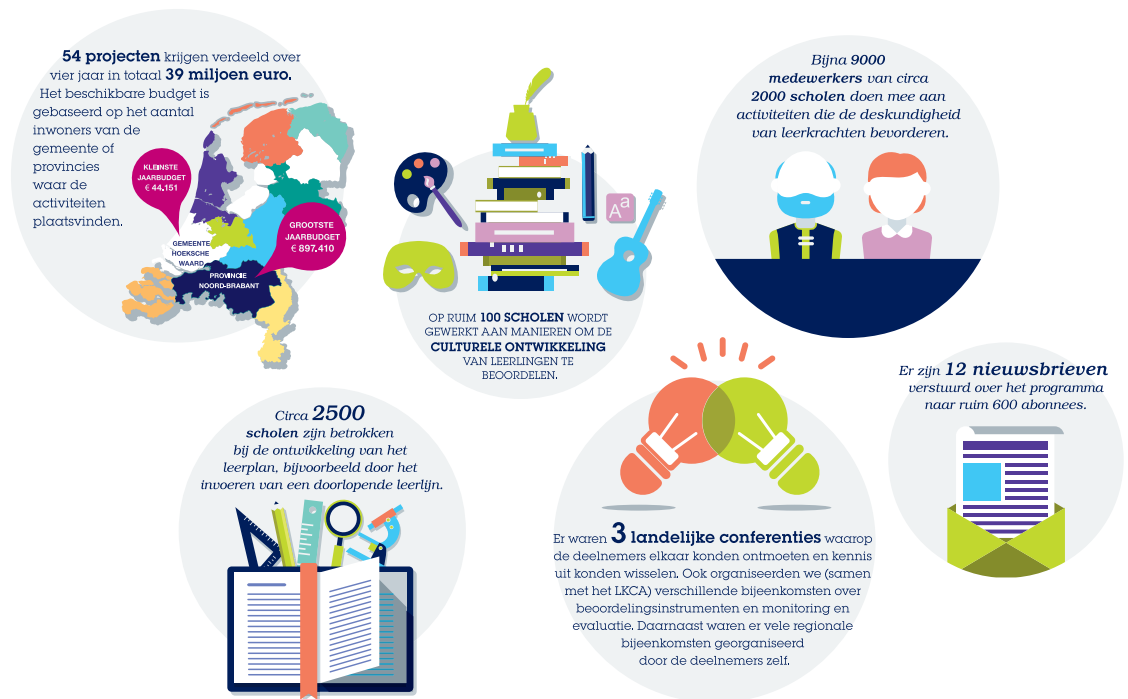 54 projecten krijgen verdeeld over
vier jaar in totaal 39 miljoen euro.
Het beschikbare budget is
gebaseerd op het aantal
inwoners van de
gemeente of
provincies
waar de
activiteiten
plaatsvinden.
KLEINSTE
JAARBUDGET
€ 44.151
GROOTSTE
JAARBUDGET
€ 897.410
GEMEENTE
HOEKSCHE
WAARD
PROVINCIE
NOORD-BRABANT
Aa
OP RUIM 100 SCHOLEN WORDT
GEWERKT AAN MANIEREN OM DE
CULTURELE ONTWIKKELING
VAN LEERLINGEN TE
BEOORDELEN.
Bijna 9000
medewerkers van circa
2000 scholen doen mee aan
activiteiten die de deskundigheid
van leerkrachten bevorderen.
Circa 2500
scholen zijn betrokken
bij de ontwikkeling van het
leerplan, bijvoorbeeld door het
invoeren van een doorlopende leerlijn.
Er waren 3 landelijke conferenties waarop
de deelnemers elkaar konden ontmoeten en kennis
uit konden wisselen. Ook organiseerden we (samen
met het LKCA) verschillende bijeenkomsten over
beoordelingsinstrumenten en monitoring en
evaluatie. Daarnaast waren er vele regionale
bijeenkomsten georganiseerd
door de deelnemers zelf.
Er zijn 12 nieuwsbrieven
verstuurd over het programma
naar ruim 600 abonnees.